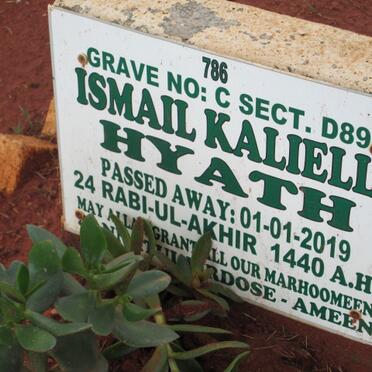 786
GRAVE NO: C SECT. D89
ISMAIL KALIELL
HYATH
PASSED AWAY: 01-01-2019
24 RABI-UL-AKHIR 1440 A.H
MAY ALLAH GRANT ALL OUR MARHOOMEEN
- AMEEN